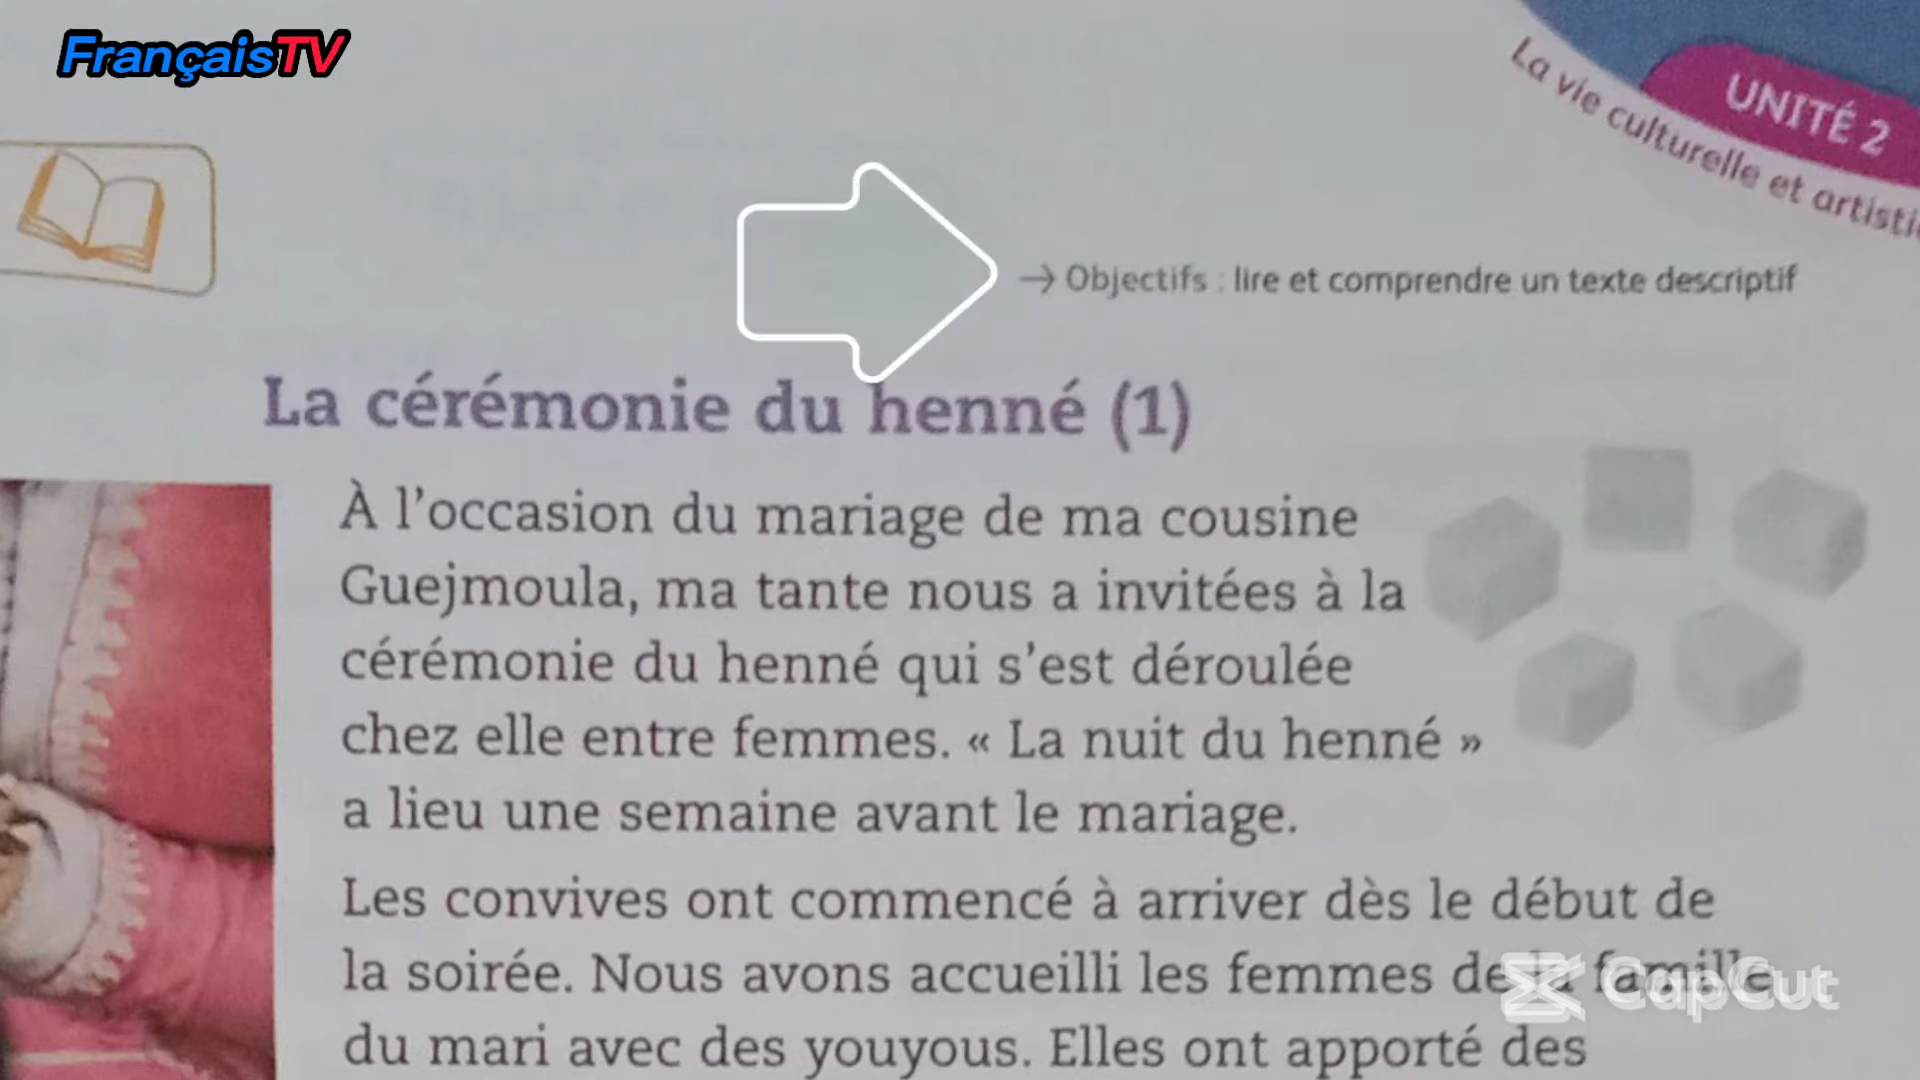 FrançaisTV
UNITÉ 2
La vie culturelle et
→ Objectifs : lire et comprendre un texte descriptif
La cérémonie du henné (1)
À l'occasion du mariage de ma cousine
Guejmoula, ma tante nous a invitées à la
cérémonie du henné qui s'est déroulée
chez elle entre femmes. « La nuit du henné »
a lieu une semaine avant le mariage.
Les convives ont commencé à arriver dès le début de
la soirée. Nous avons accueilli les femmes de la famille
du mari avec des youyous. Elles ont apporté des
CapCut